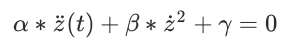 α ∗ z̈(t) + β ∗ ż² + γ = 0